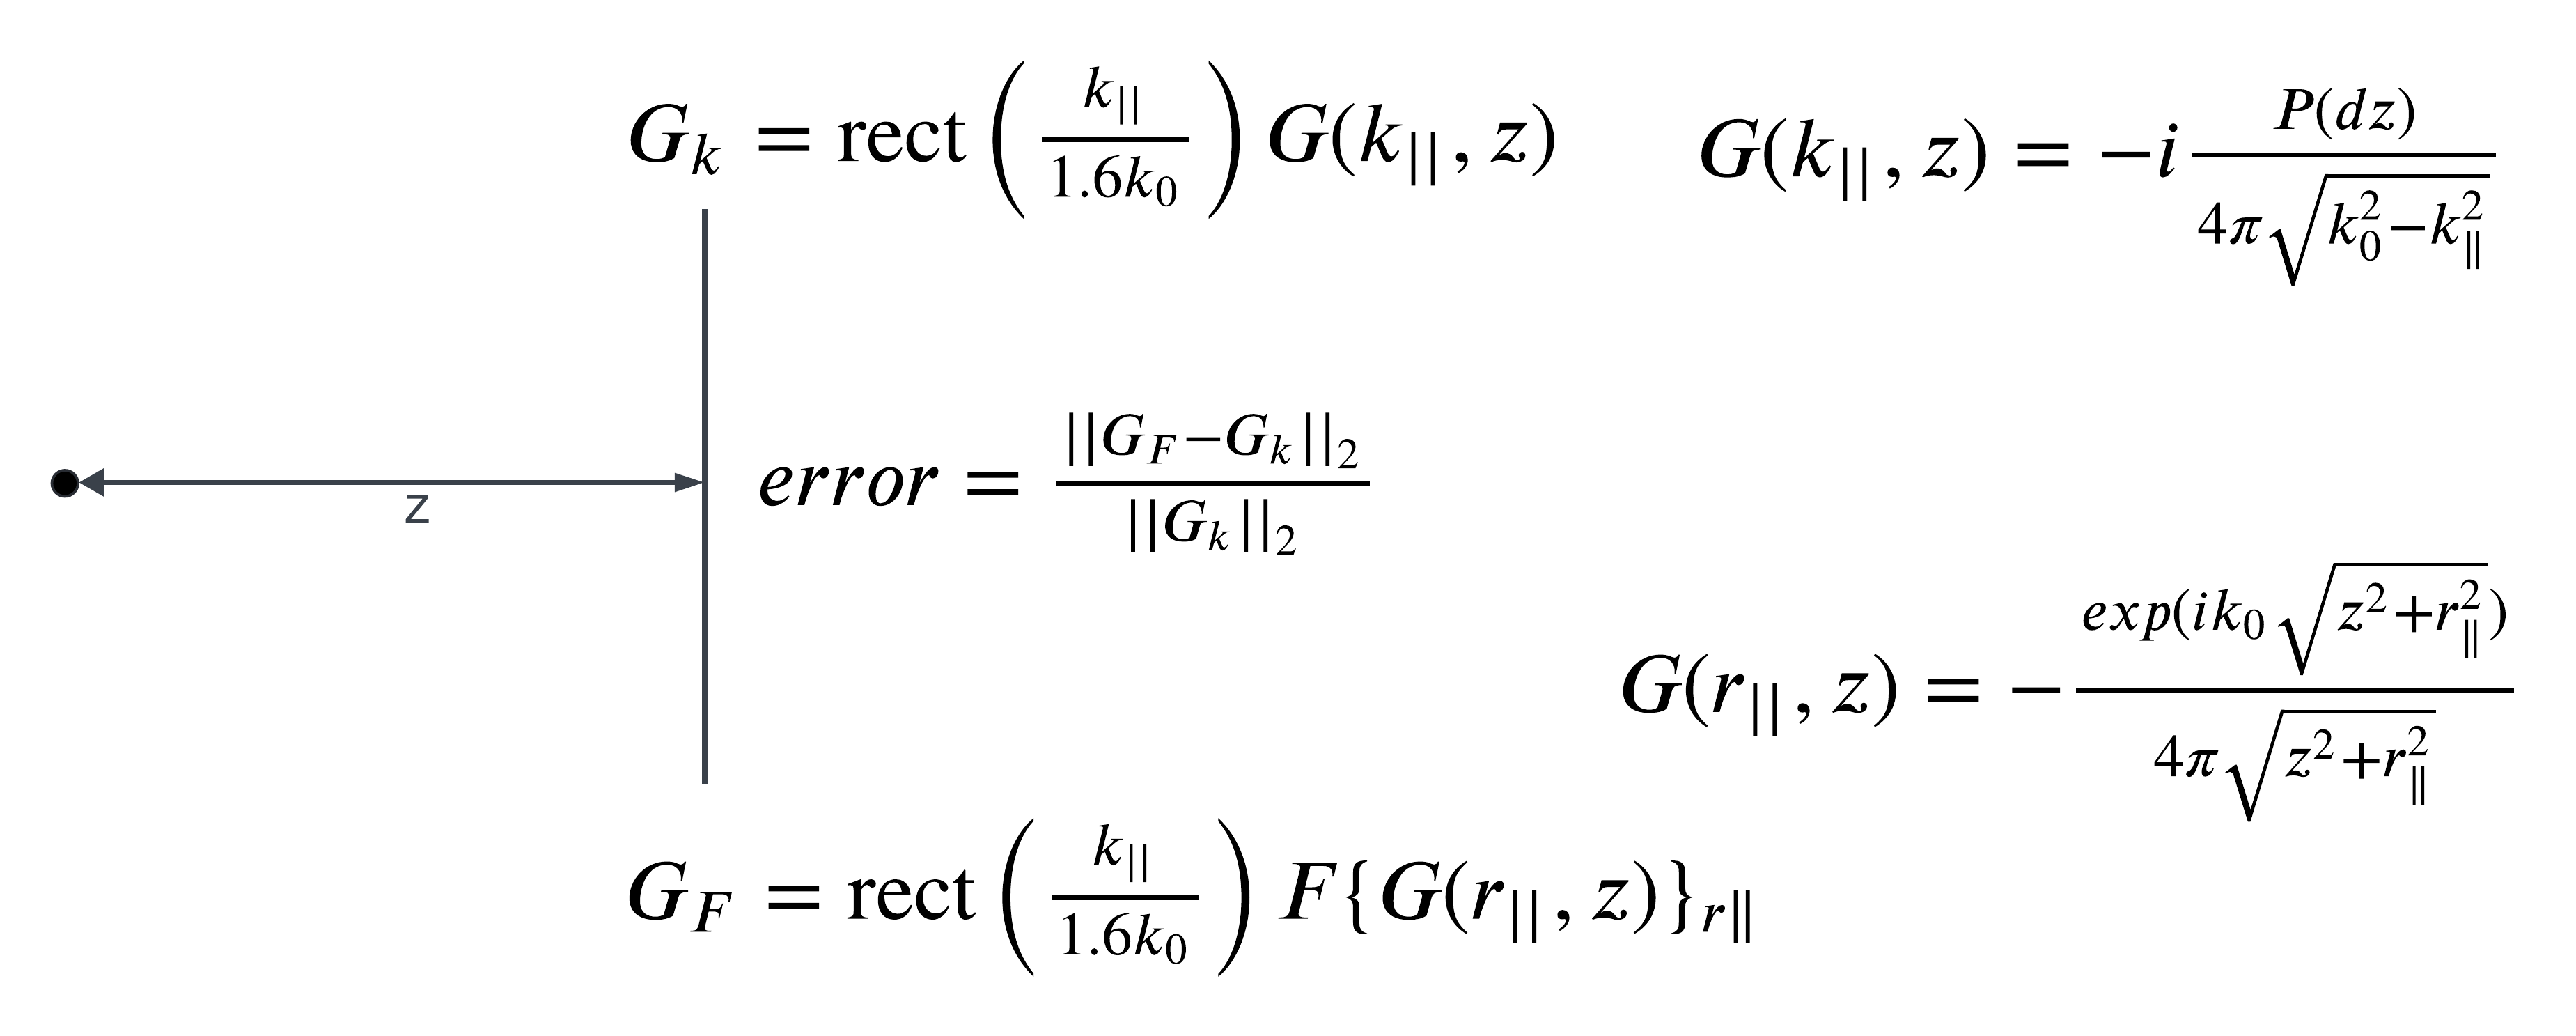 G_k = rect(k_|| / 1.6k_0) G(k_||, z)
G(k_||, z) = −i P(dz) / 4π√(k_0^2−k_∥^2)
z
error = ||G_F−G_k||_2 / ||G_k||_2
G(r_||, z) = − exp(ik_0√(z^2+r_∥^2)) / 4π√(z^2+r_∥^2)
G_F = rect(k_|| / 1.6k_0) F{G(r_||, z)}_r∥